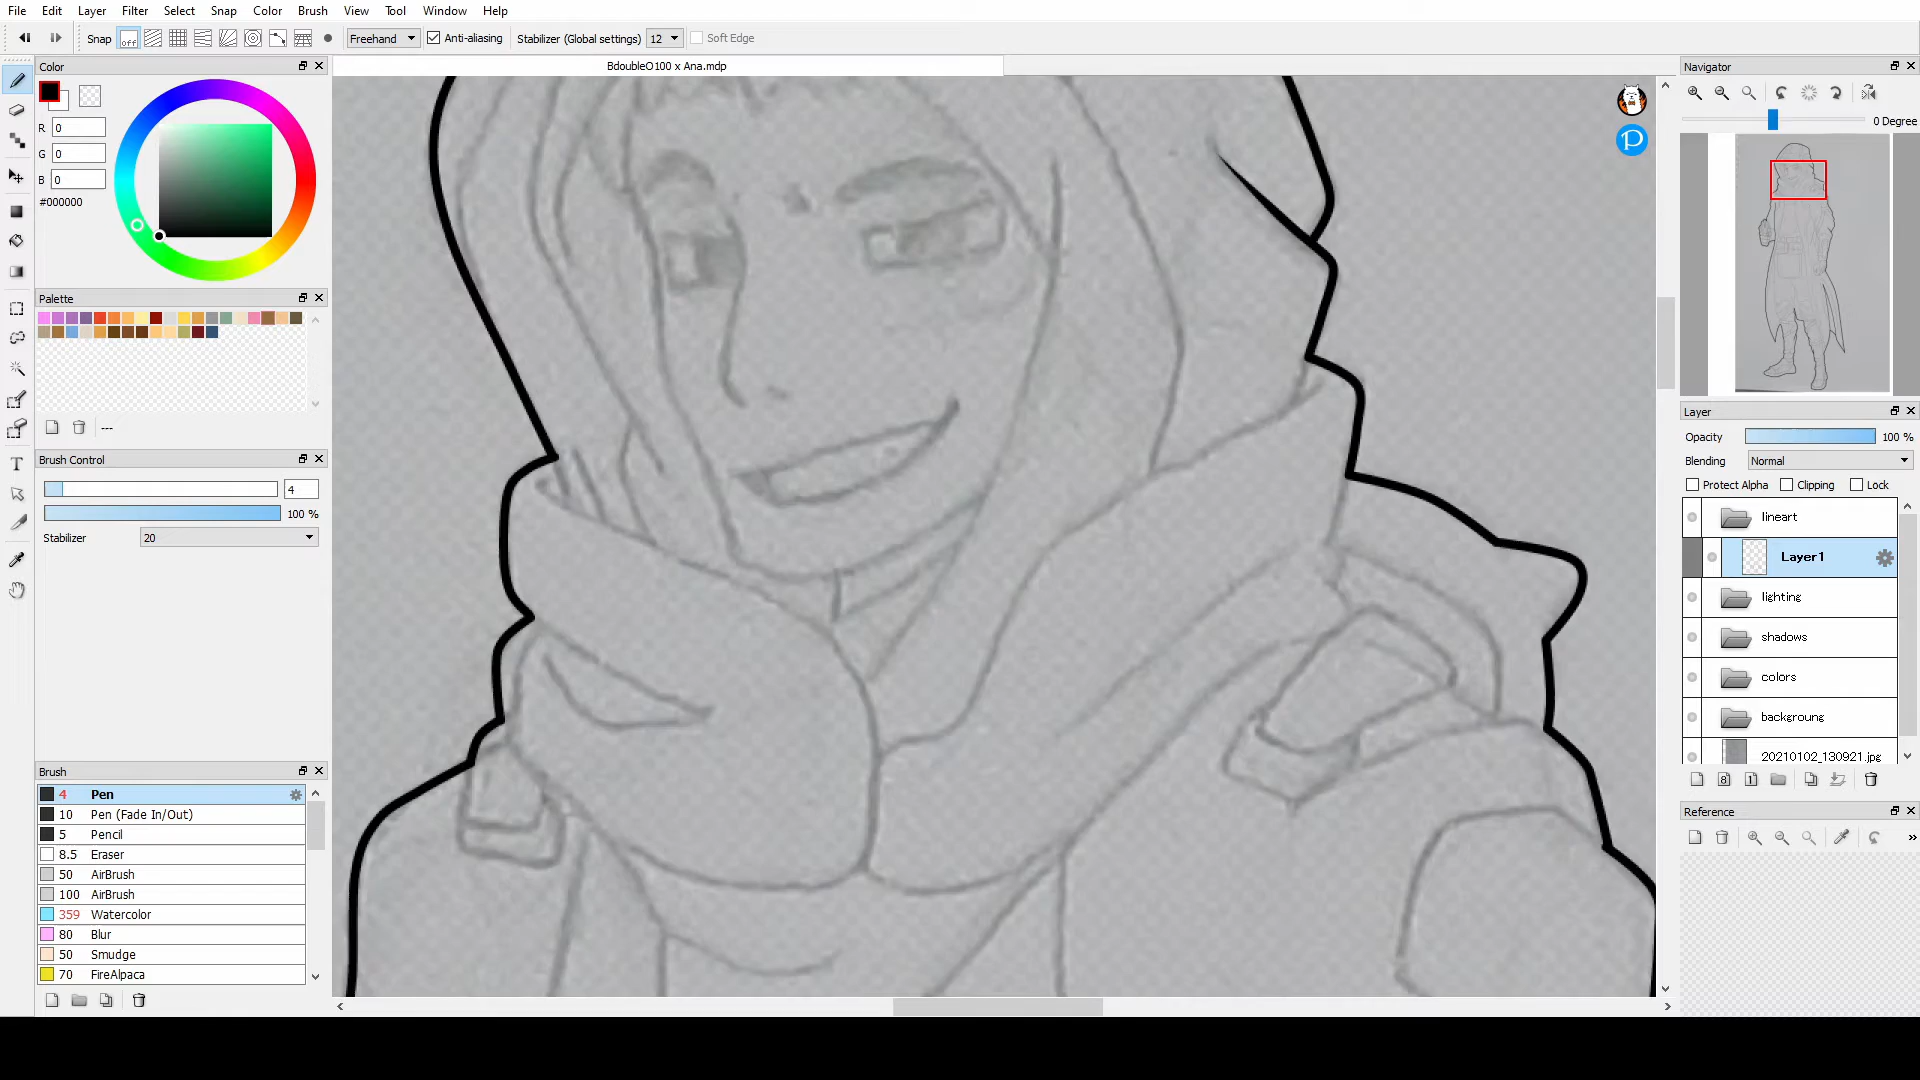 File Edit Layer Filter Select Snap Color Brush View Tool Window Help
Snap off Freehand Anti-aliasing Stabilizer (Global settings) 12 Soft Edge
Color
BdoubleO100 x Ana.mdp
Navigator
R 0
G 0
B 0
#000000
0 Degree
Palette
---
Brush Control
4
100 %
Stabilizer 20
Brush
4 Pen
10 Pen (Fade In/Out)
5 Pencil
8.5 Eraser
50 AirBrush
100 AirBrush
359 Watercolor
80 Blur
50 Smudge
70 FireAlpaca
P
Layer
Opacity 100 %
Blending Normal
Protect Alpha Clipping Lock
lineart
Layer1
lighting
shadows
colors
backgroung
20210102_130921.jpg
8 1
Reference
»